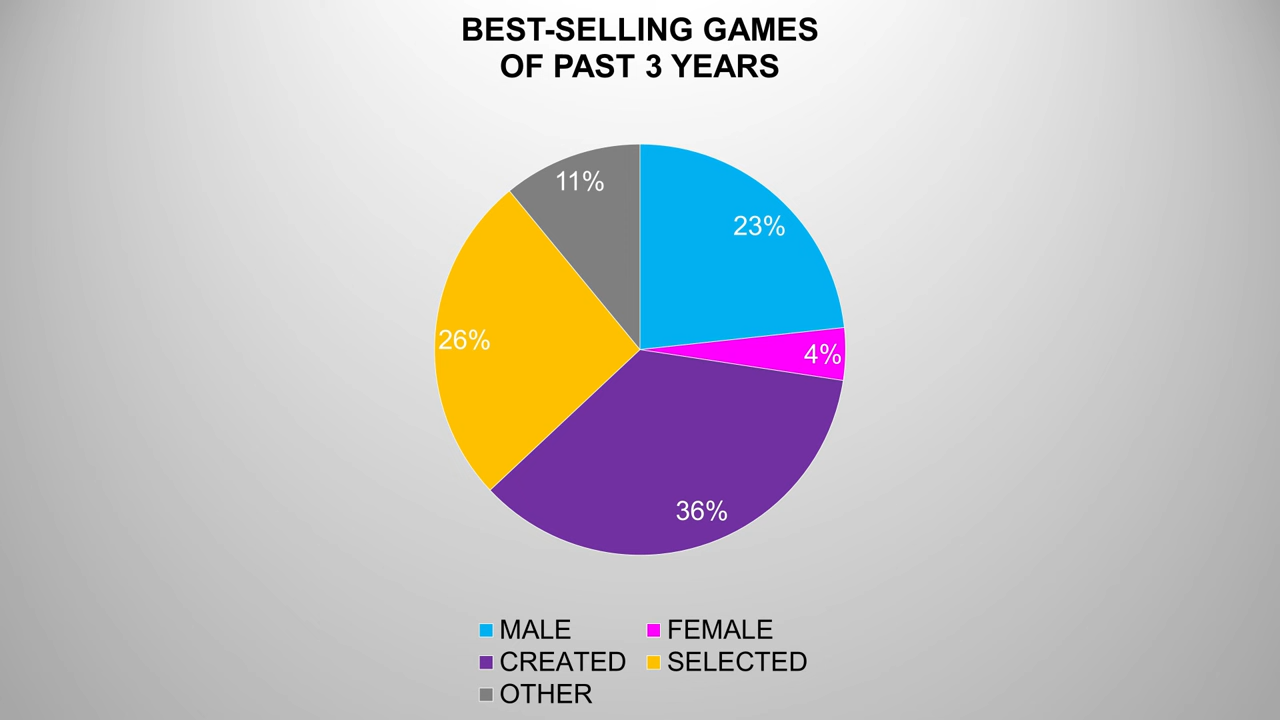 BEST-SELLING GAMES
OF PAST 3 YEARS
11%
23%
26%
4%
36%
MALE
FEMALE
CREATED
SELECTED
OTHER